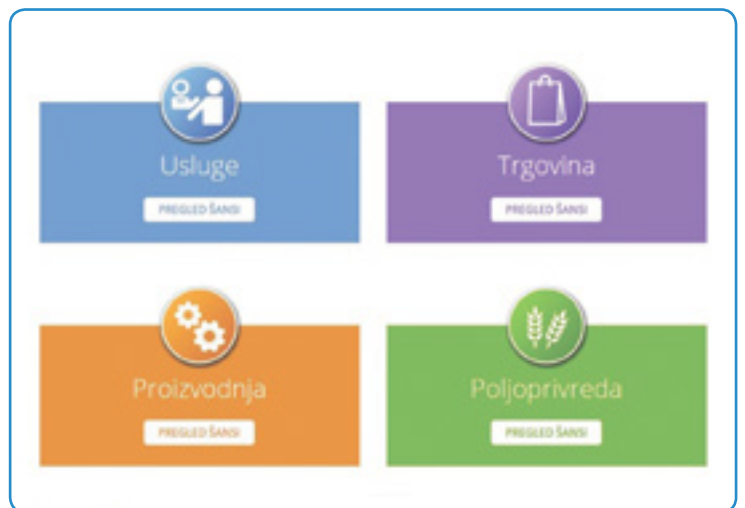 Usluge
PREGLED ŠANSI
Trgovina
PREGLED ŠANSI
Proizvodnja
PREGLED ŠANSI
Poljoprivreda
PREGLED ŠANSI